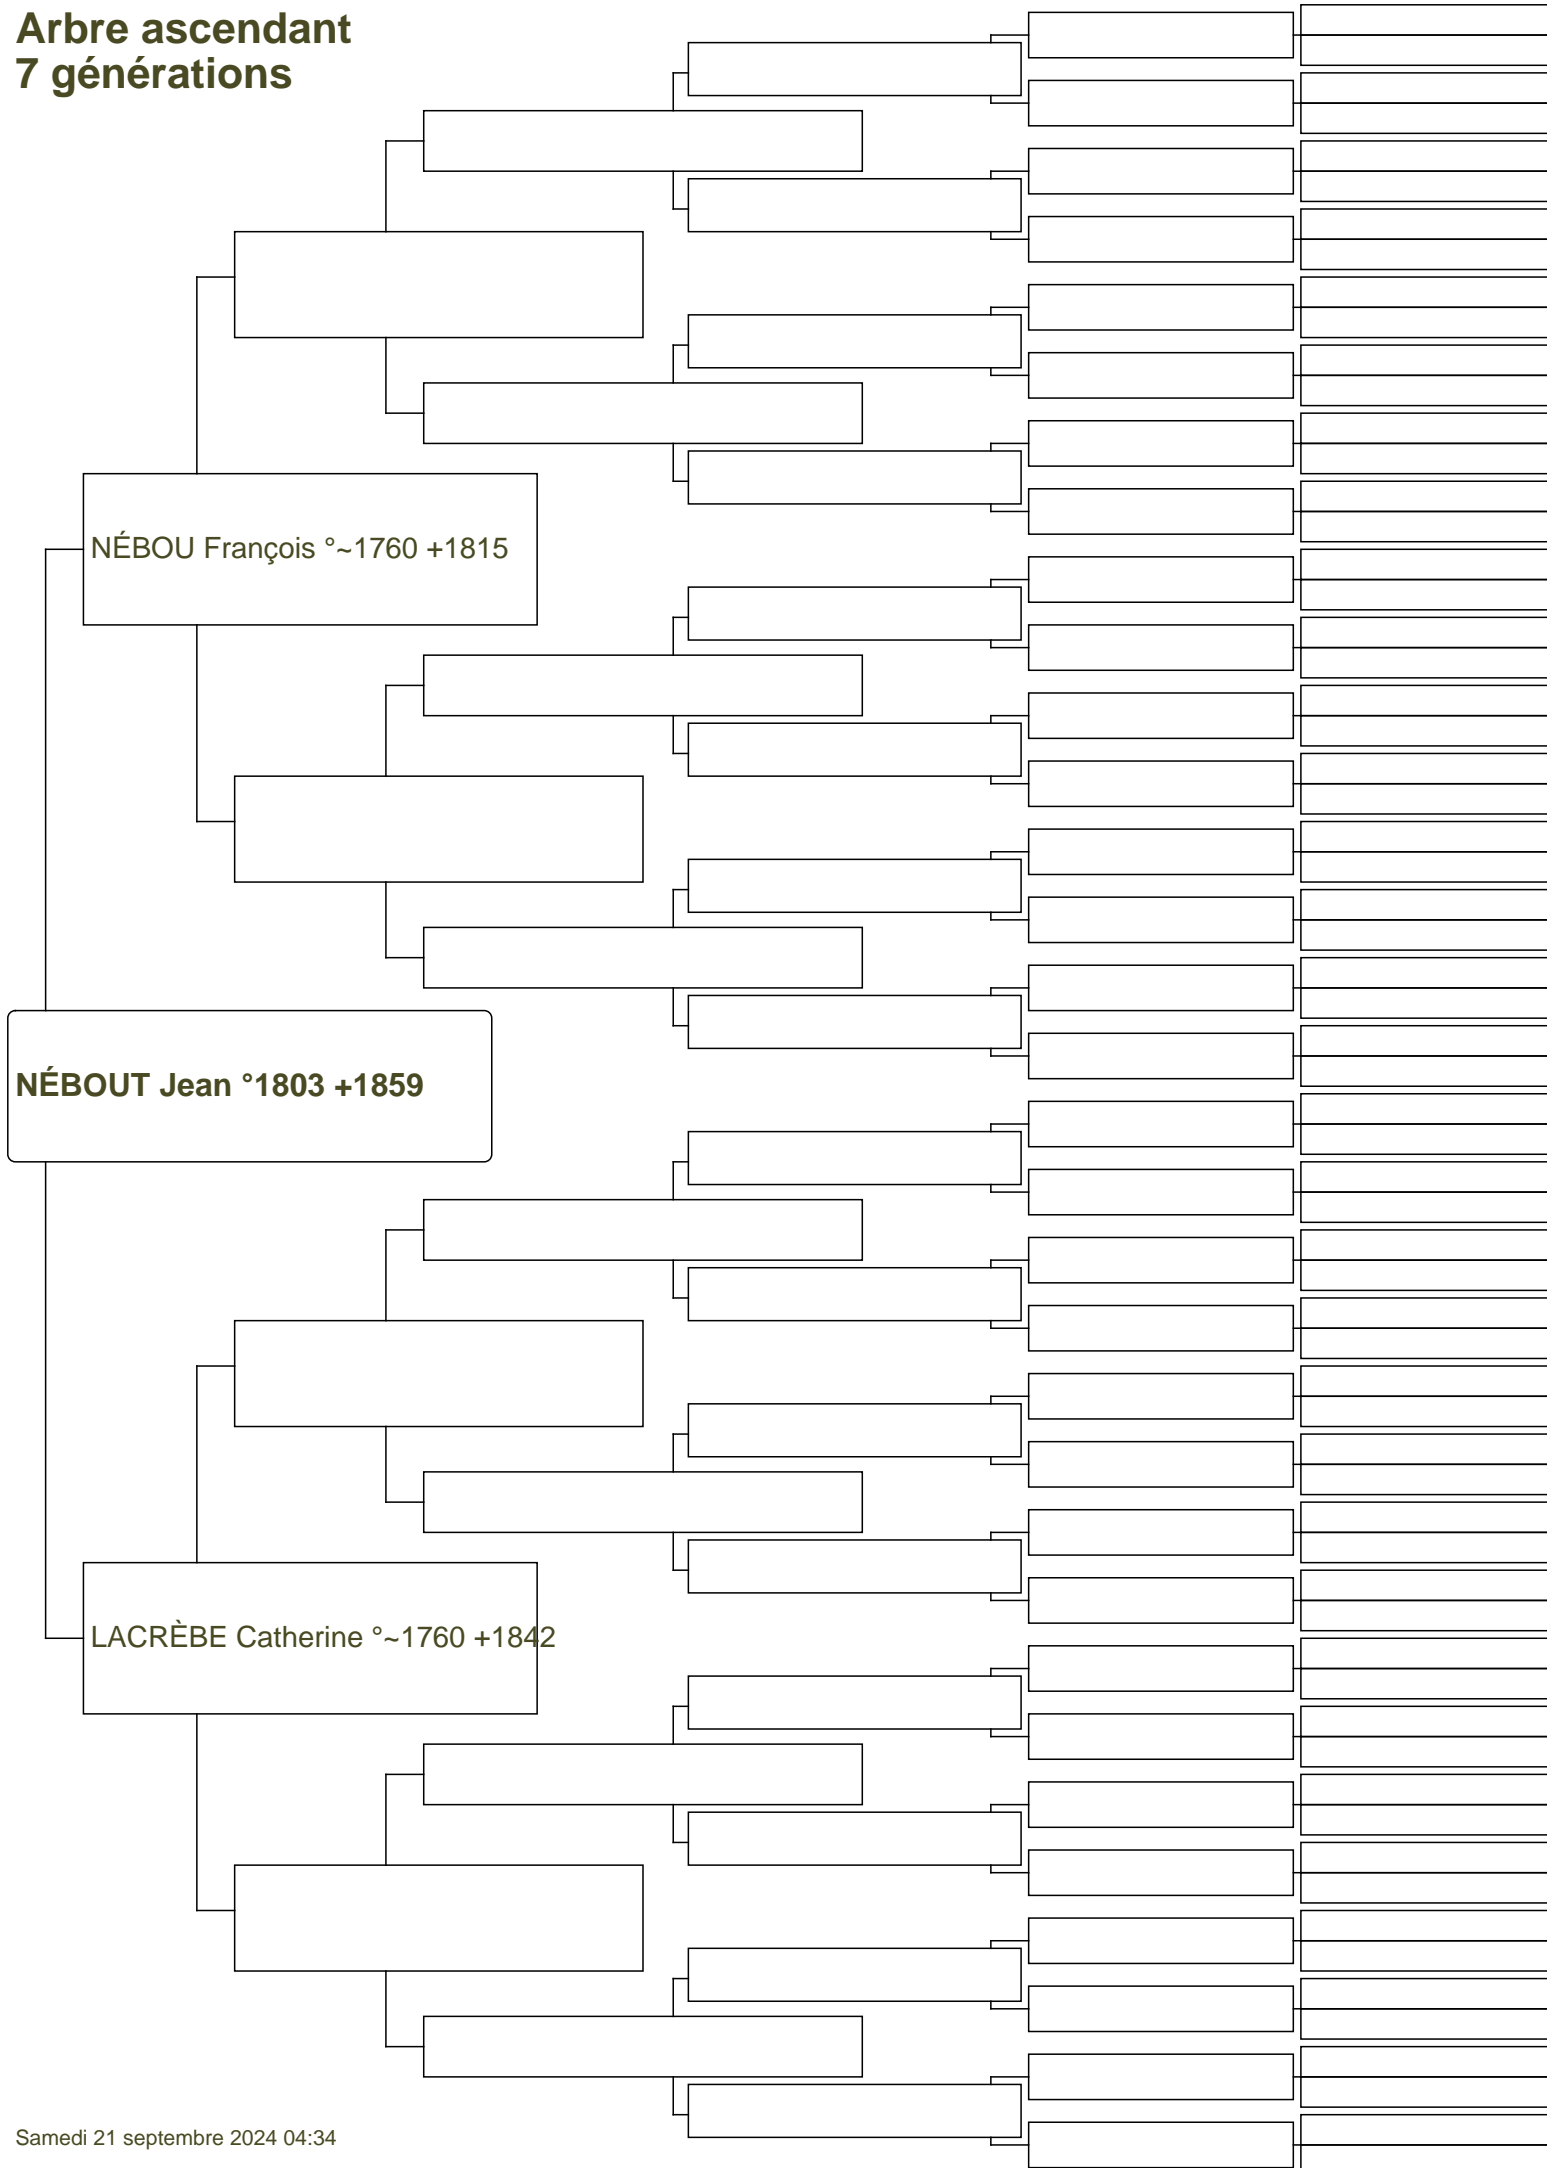 Arbre ascendant
7 générations
NÉBOU François °~1760 +1815
NÉBOUT Jean °1803 +1859
LACRÈBE Catherine °~1760 +1842
Samedi 21 septembre 2024 04:34